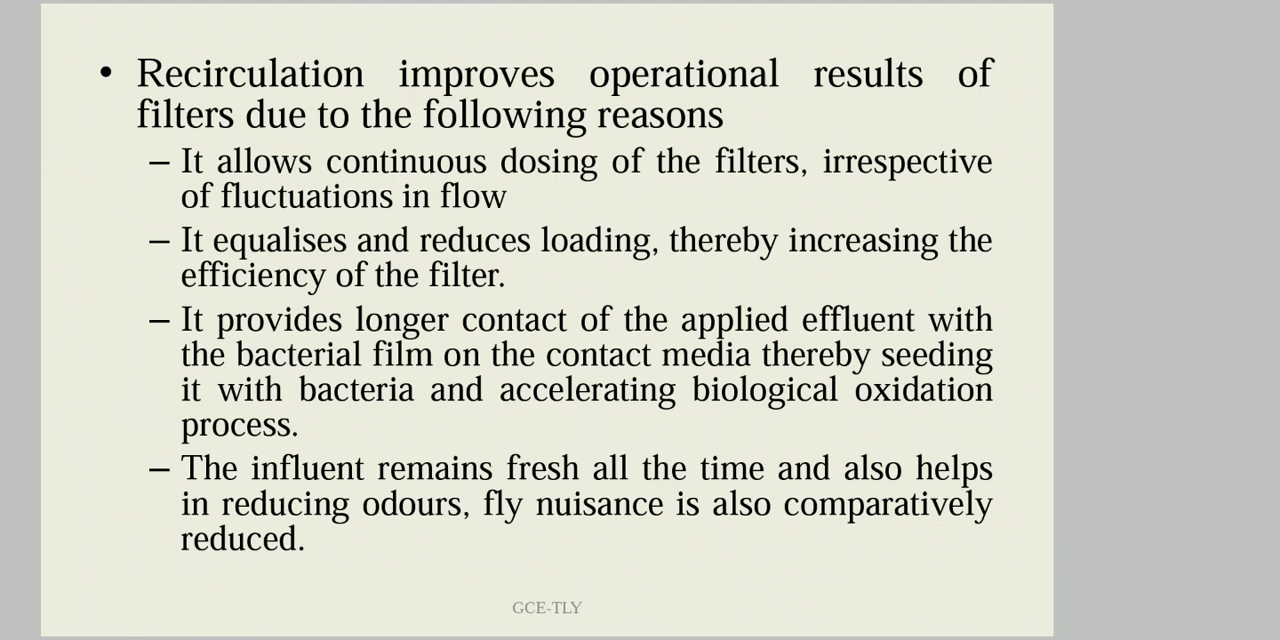 • Recirculation improves operational results of
filters due to the following reasons
– It allows continuous dosing of the filters, irrespective
of fluctuations in flow
– It equalises and reduces loading, thereby increasing the
efficiency of the filter.
– It provides longer contact of the applied effluent with
the bacterial film on the contact media thereby seeding
it with bacteria and accelerating biological oxidation
process.
– The influent remains fresh all the time and also helps
in reducing odours, fly nuisance is also comparatively
reduced.
GCE-TLY